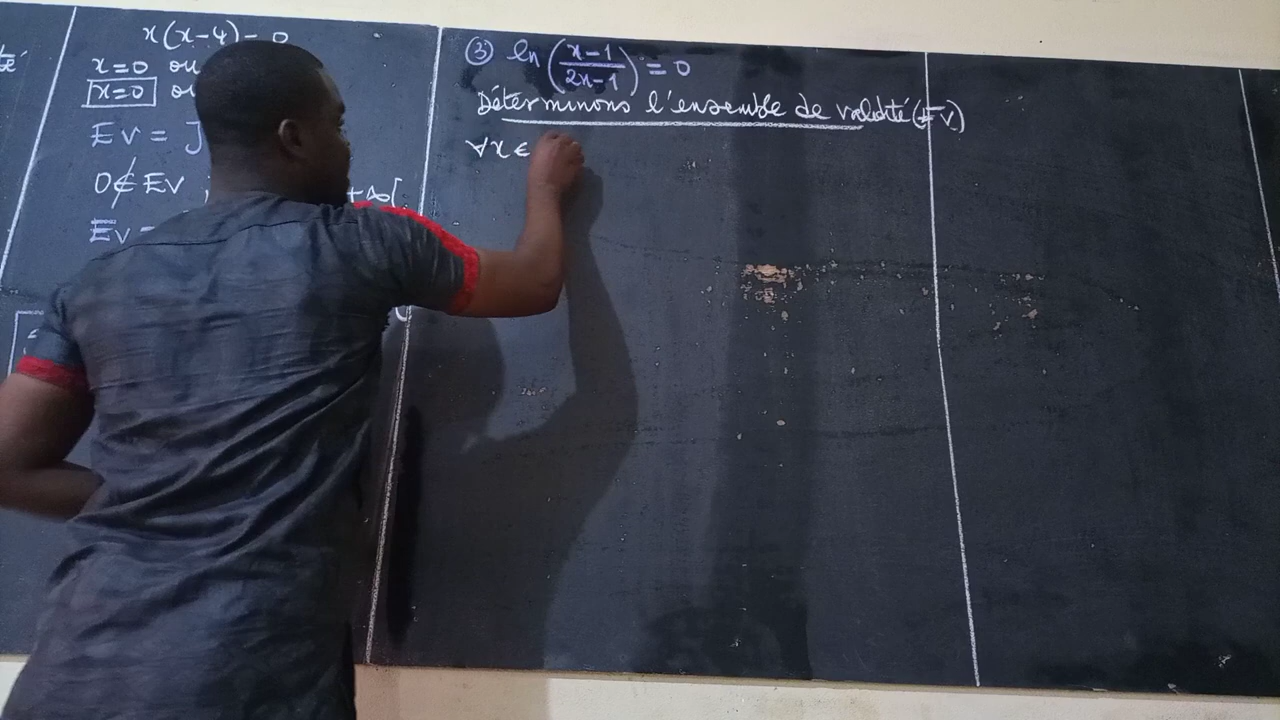 té
x(x-4) = 0
x=0 ou
x=0 ou
Ev = ]
0∉Ev ; +∞[
Ev =
③ ln((x-1)/(2x-1)) = 0
Déterminons l'ensemble de validité (Ev)
∀x∈